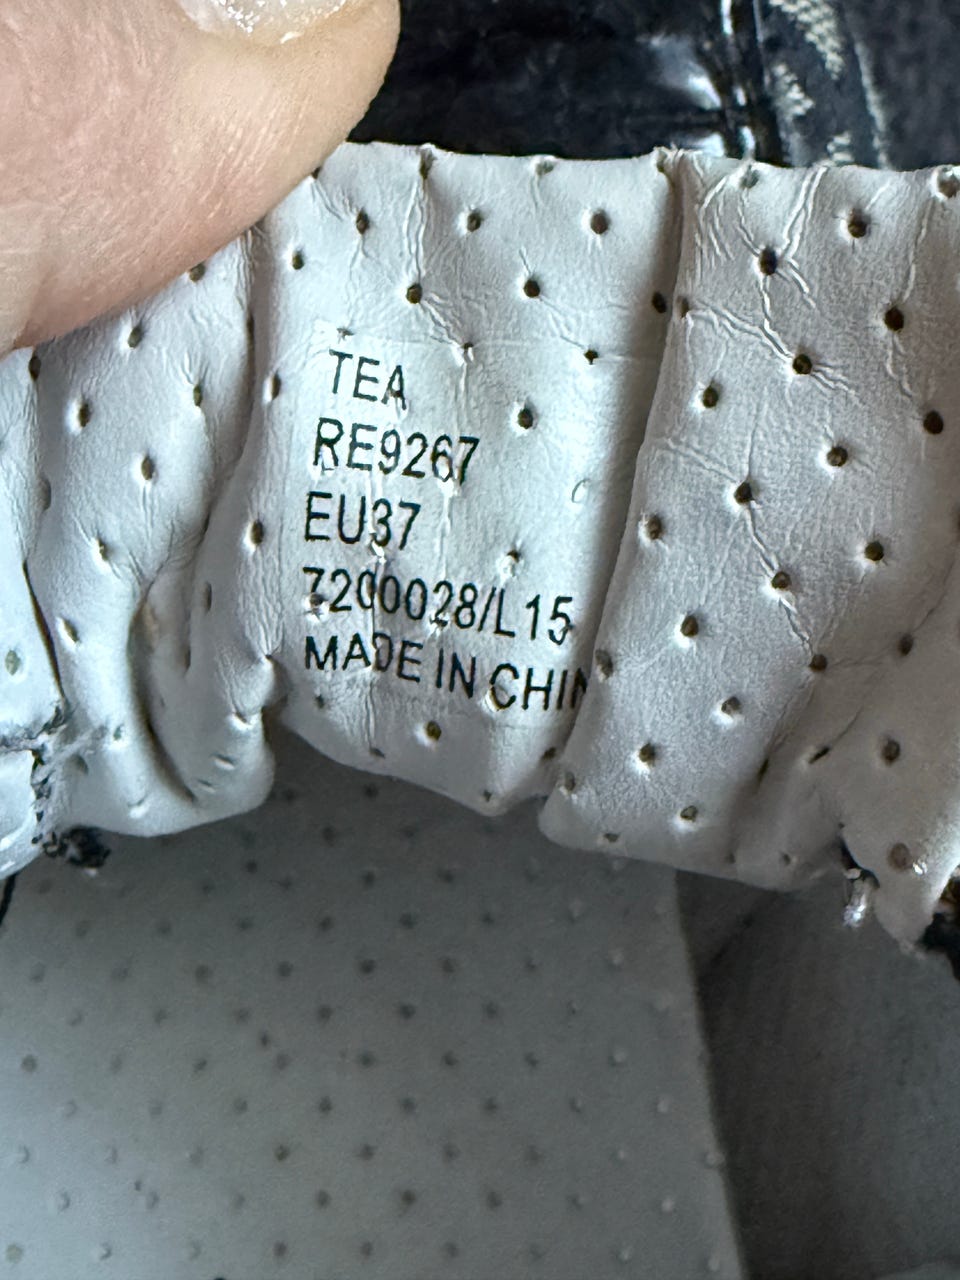 TEA
RE9267
EU37
7200028/L15
MADE IN CHIN